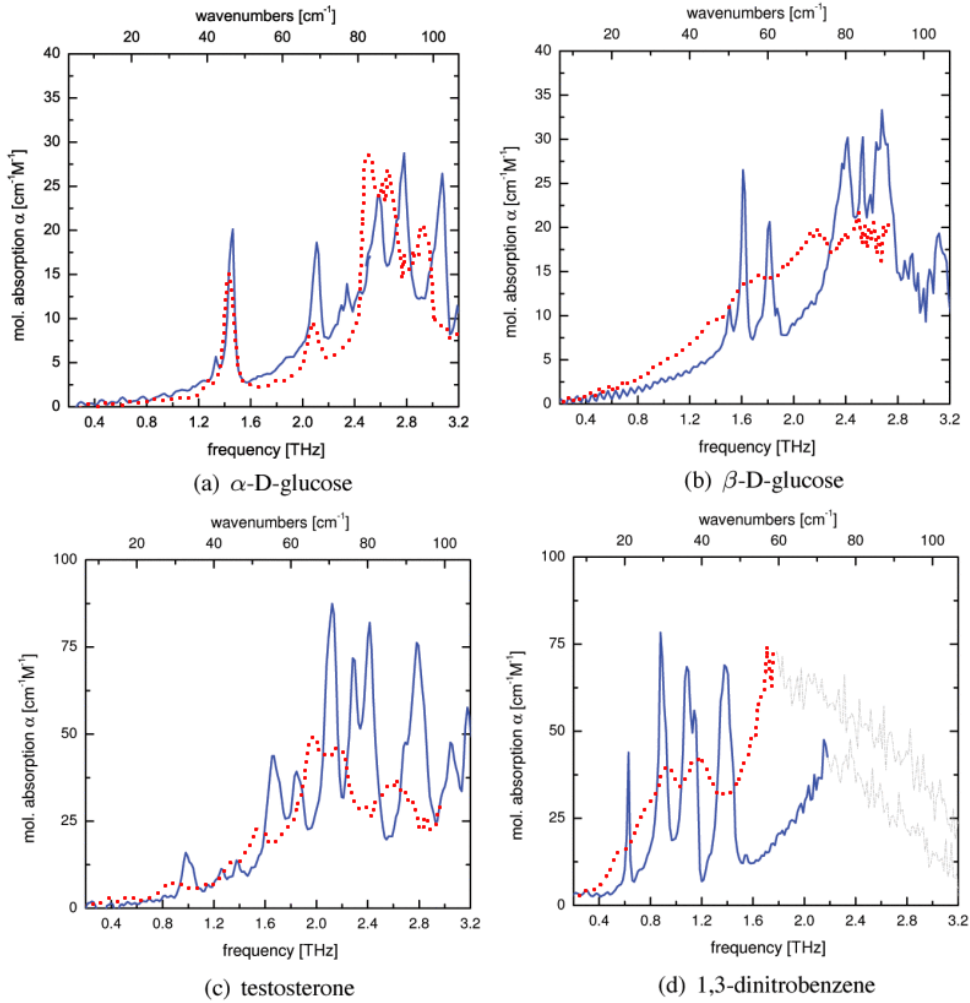 wavenumbers [cm-1]
20 40 60 80 100
40
35
30
25
20
15
10
5
0
mol. absorption α [cm-1M-1]
0.4 0.8 1.2 1.6 2.0 2.4 2.8 3.2
frequency [THz]
(a) α-D-glucose
wavenumbers [cm-1]
20 40 60 80 100
40
35
30
25
20
15
10
5
0
mol. absorption α [cm-1M-1]
0.4 0.8 1.2 1.6 2.0 2.4 2.8 3.2
frequency [THz]
(b) β-D-glucose
wavenumbers [cm-1]
20 40 60 80 100
100
75
50
25
0
mol. absorption α [cm-1M-1]
0.4 0.8 1.2 1.6 2.0 2.4 2.8 3.2
frequency [THz]
(c) testosterone
wavenumbers [cm-1]
20 40 60 80 100
100
75
50
25
0
mol. absorption α [cm-1M-1]
0.4 0.8 1.2 1.6 2.0 2.4 2.8 3.2
frequency [THz]
(d) 1,3-dinitrobenzene